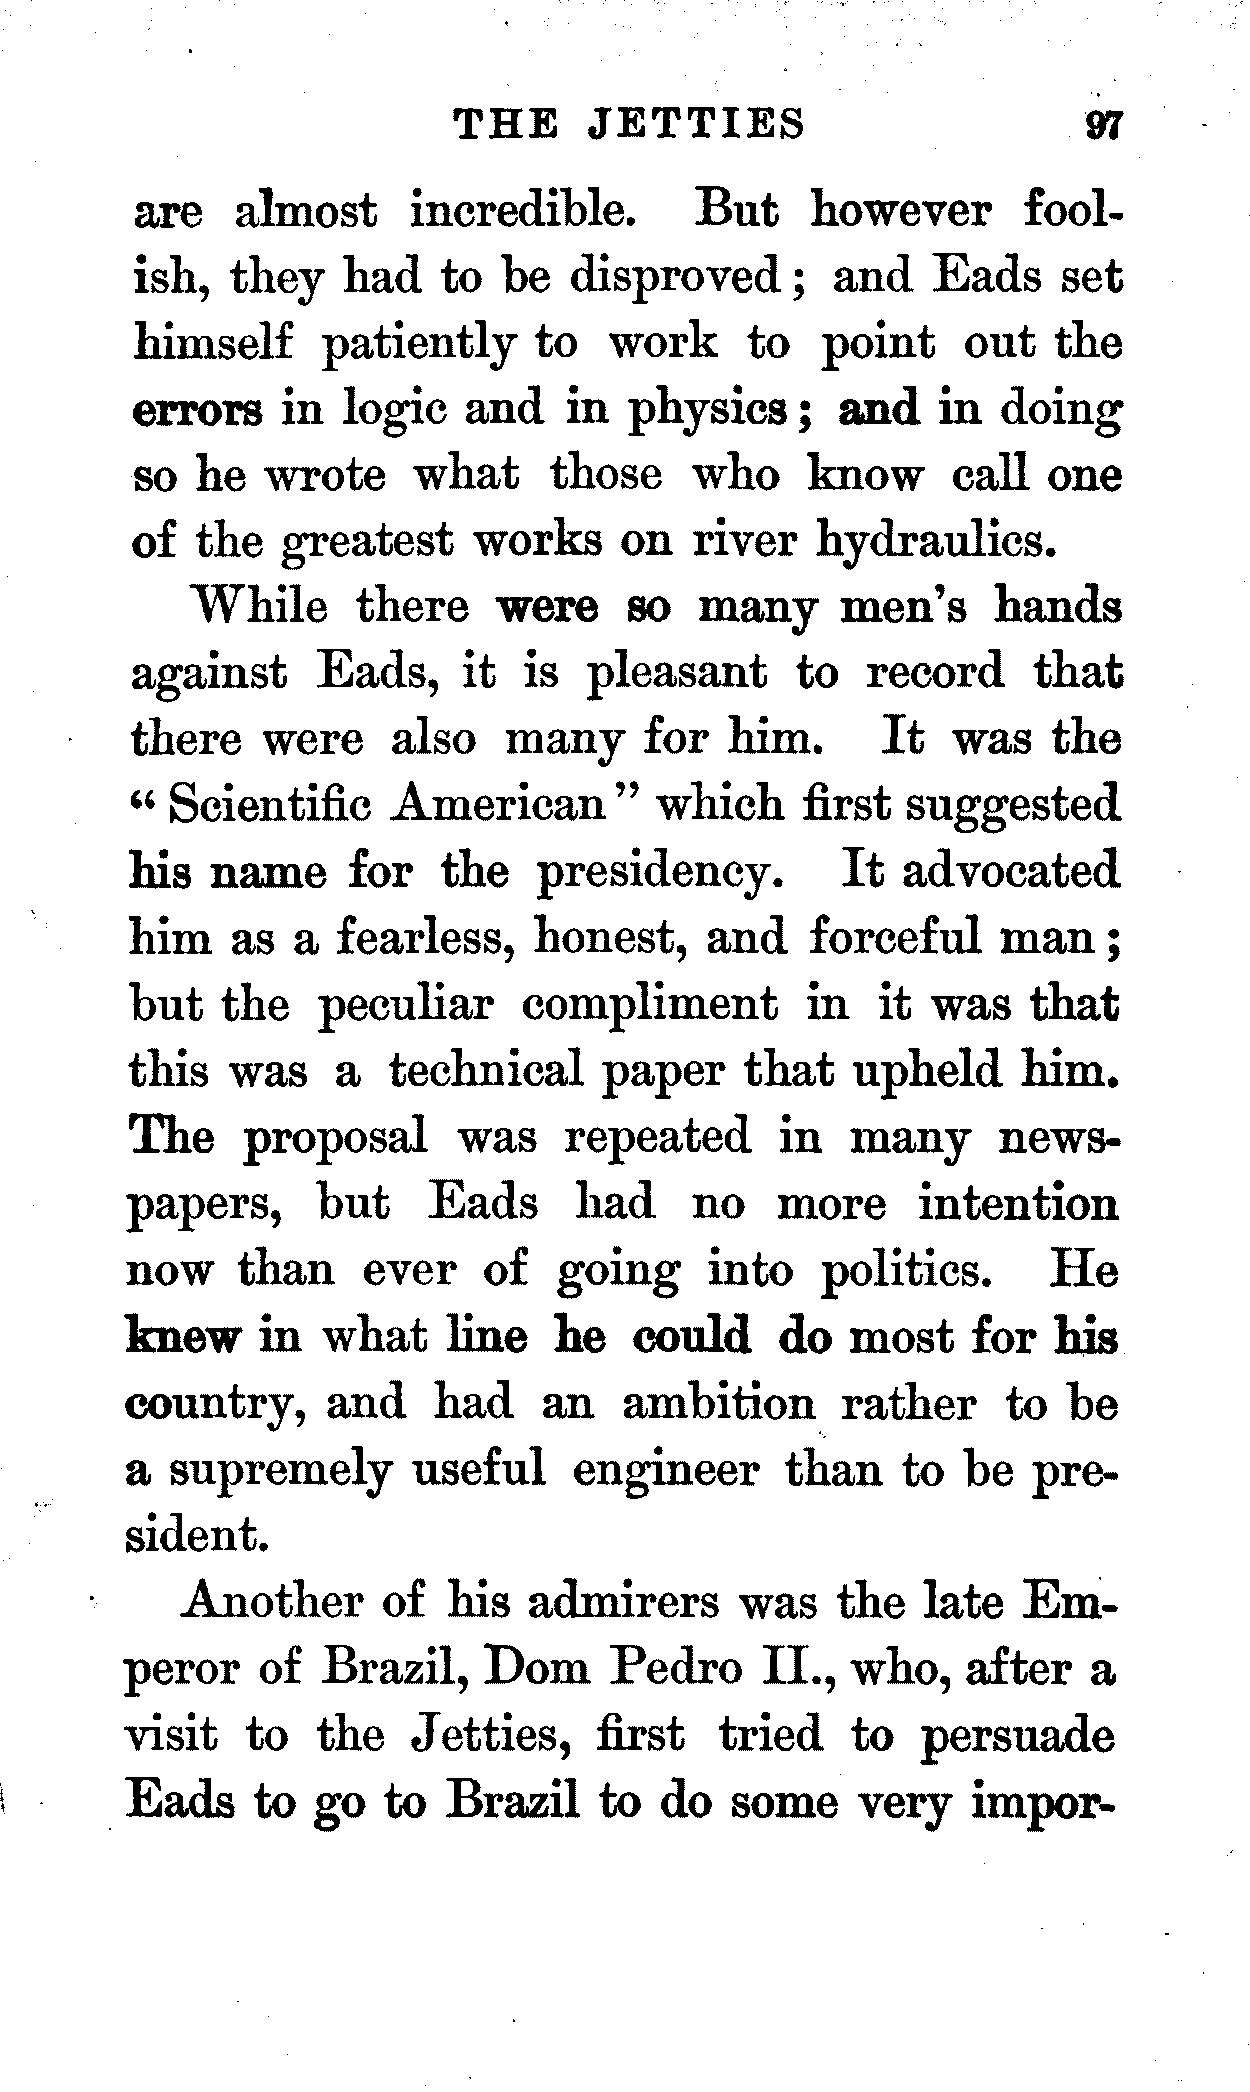 THE JETTIES 97
are almost incredible. But however fool-
ish, they had to be disproved; and Eads set
himself patiently to work to point out the
errors in logic and in physics; and in doing
so he wrote what those who know call one
of the greatest works on river hydraulics.
While there were so many men's hands
against Eads, it is pleasant to record that
there were also many for him. It was the
"Scientific American" which first suggested
his name for the presidency. It advocated
him as a fearless, honest, and forceful man;
but the peculiar compliment in it was that
this was a technical paper that upheld him.
The proposal was repeated in many news-
papers, but Eads had no more intention
now than ever of going into politics. He
knew in what line he could do most for his
country, and had an ambition rather to be
a supremely useful engineer than to be pre-
sident.
Another of his admirers was the late Em-
peror of Brazil, Dom Pedro II., who, after a
visit to the Jetties, first tried to persuade
Eads to go to Brazil to do some very impor-